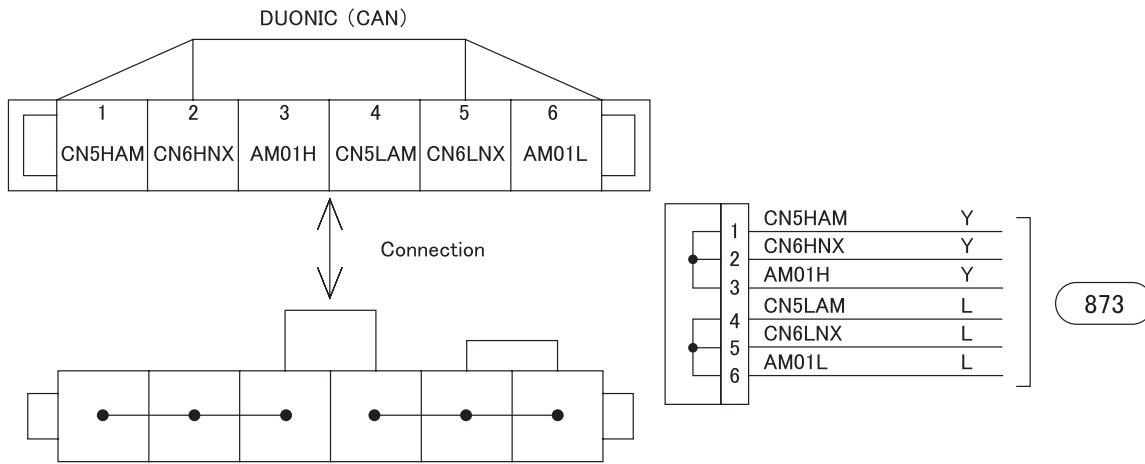 DUONIC (CAN)
1 2 3 4 5 6
CN5HAM CN6HNX AM01H CN5LAM CN6LNX AM01L
Connection
1 CN5HAM Y
2 CN6HNX Y
3 AM01H Y
4 CN5LAM L
5 CN6LNX L
6 AM01L L
873